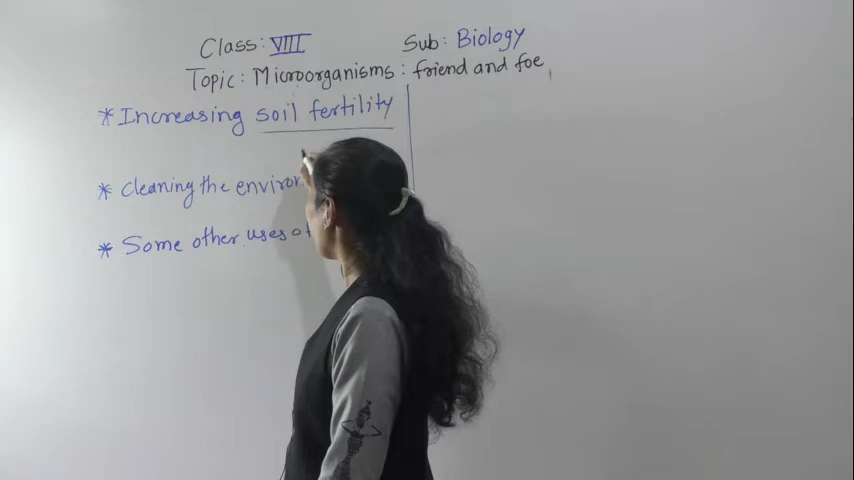 Class: VIII Sub: Biology
Topic: Microorganisms: friend and foe
* Increasing soil fertility
* Cleaning the
* Some other uses